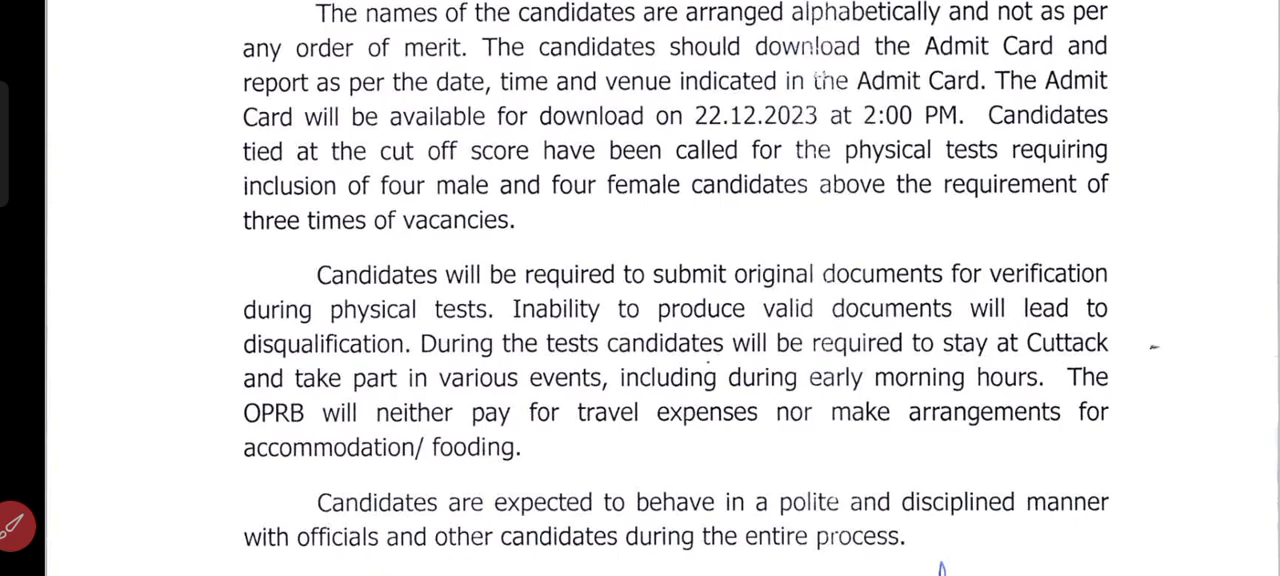 The names of the candidates are arranged alphabetically and not as per
any order of merit. The candidates should download the Admit Card and
report as per the date, time and venue indicated in the Admit Card. The Admit
Card will be available for download on 22.12.2023 at 2:00 PM. Candidates
tied at the cut off score have been called for the physical tests requiring
inclusion of four male and four female candidates above the requirement of
three times of vacancies.
Candidates will be required to submit original documents for verification
during physical tests. Inability to produce valid documents will lead to
disqualification. During the tests candidates will be required to stay at Cuttack
and take part in various events, including during early morning hours. The
OPRB will neither pay for travel expenses nor make arrangements for
accommodation/ fooding.
Candidates are expected to behave in a polite and disciplined manner
with officials and other candidates during the entire process.